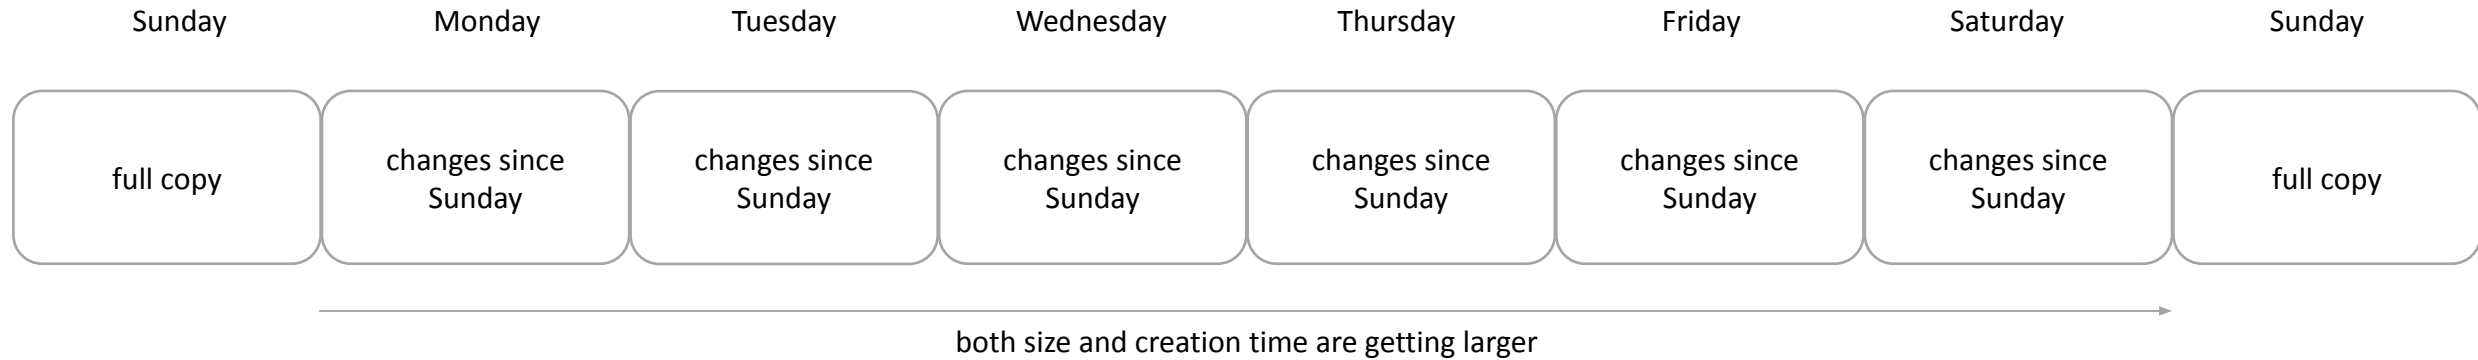 Sunday
Monday
Tuesday
Wednesday
Thursday
Friday
Saturday
Sunday
full copy
changes since
Sunday
changes since
Sunday
changes since
Sunday
changes since
Sunday
changes since
Sunday
changes since
Sunday
full copy
both size and creation time are getting larger